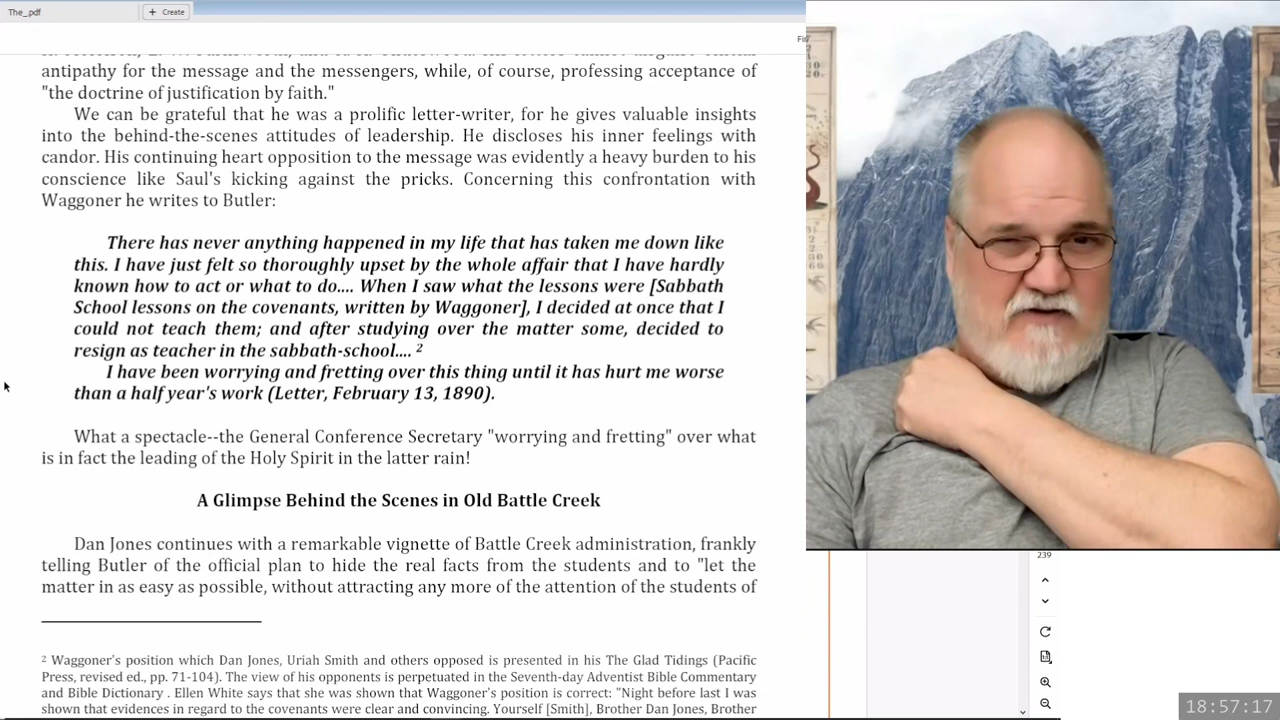 The_pdf
+ Create
antipathy for the message and the messengers, while, of course, professing acceptance of
"the doctrine of justification by faith."
We can be grateful that he was a prolific letter-writer, for he gives valuable insights
into the behind-the-scenes attitudes of leadership. He discloses his inner feelings with
candor. His continuing heart opposition to the message was evidently a heavy burden to his
conscience like Saul's kicking against the pricks. Concerning this confrontation with
Waggoner he writes to Butler:
There has never anything happened in my life that has taken me down like
this. I have just felt so thoroughly upset by the whole affair that I have hardly
known how to act or what to do.... When I saw what the lessons were [Sabbath
School lessons on the covenants, written by Waggoner], I decided at once that I
could not teach them; and after studying over the matter some, decided to
resign as teacher in the sabbath-school.... 2
I have been worrying and fretting over this thing until it has hurt me worse
than a half year's work (Letter, February 13, 1890).
What a spectacle--the General Conference Secretary "worrying and fretting" over what
is in fact the leading of the Holy Spirit in the latter rain!
A Glimpse Behind the Scenes in Old Battle Creek
Dan Jones continues with a remarkable vignette of Battle Creek administration, frankly
telling Butler of the official plan to hide the real facts from the students and to "let the
matter in as easy as possible, without attracting any more of the attention of the students of
2 Waggoner's position which Dan Jones, Uriah Smith and others opposed is presented in his The Glad Tidings (Pacific
Press, revised ed., pp. 71-104). The view of his opponents is perpetuated in the Seventh-day Adventist Bible Commentary
and Bible Dictionary . Ellen White says that she was shown that Waggoner's position is correct: "Night before last I was
shown that evidences in regard to the covenants were clear and convincing. Yourself [Smith], Brother Dan Jones, Brother
239
18:57:17